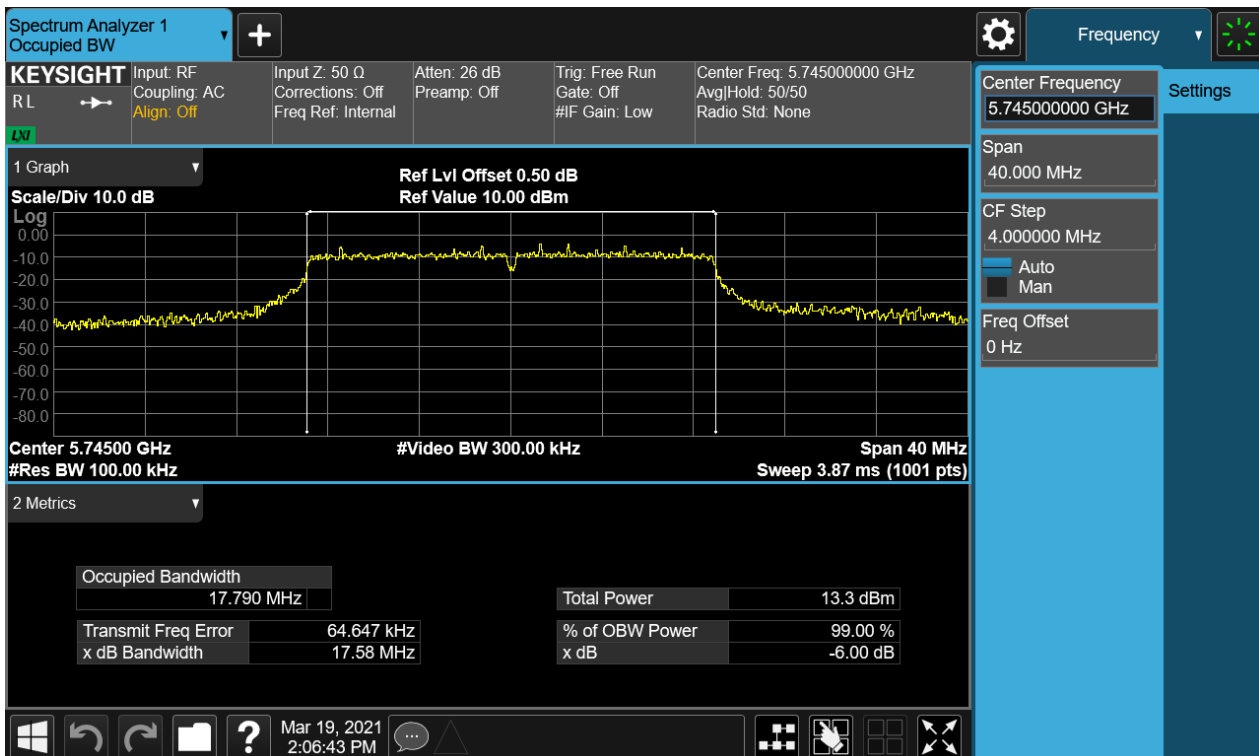 Spectrum Analyzer 1
Occupied BW
Frequency
KEYSIGHT
R L
LXI
Input: RF
Coupling: AC
Align: Off
Input Z: 50 Ω
Corrections: Off
Freq Ref: Internal
Atten: 26 dB
Preamp: Off
Trig: Free Run
Gate: Off
#IF Gain: Low
Center Freq: 5.745000000 GHz
Avg|Hold: 50/50
Radio Std: None
Center Frequency
5.745000000 GHz
Settings
Span
40.000 MHz
CF Step
4.000000 MHz
Auto
Man
Freq Offset
0 Hz
1 Graph
Scale/Div 10.0 dB
Ref Lvl Offset 0.50 dB
Ref Value 10.00 dBm
Log
0.00
-10.0
-20.0
-30.0
-40.0
-50.0
-60.0
-70.0
-80.0
Center 5.74500 GHz
#Video BW 300.00 kHz
Span 40 MHz
#Res BW 100.00 kHz
Sweep 3.87 ms (1001 pts)
2 Metrics
Occupied Bandwidth
17.790 MHz
Total Power 13.3 dBm
Transmit Freq Error 64.647 kHz
% of OBW Power 99.00 %
x dB Bandwidth 17.58 MHz
x dB -6.00 dB
?
Mar 19, 2021
2:06:43 PM